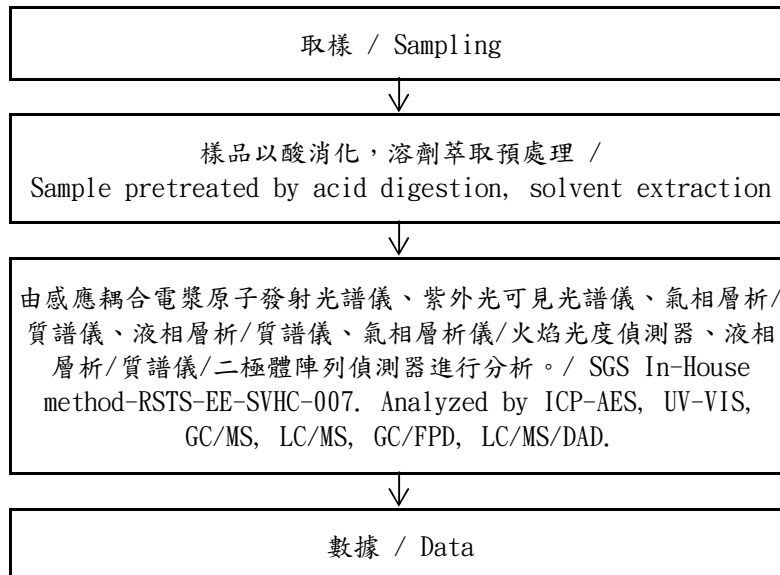 取樣 / Sampling
樣品以酸消化，溶劑萃取預處理 /
Sample pretreated by acid digestion, solvent extraction
由感應耦合電漿原子發射光譜儀、紫外光可見光譜儀、氣相層析/
質譜儀、液相層析/質譜儀、氣相層析儀/火焰光度偵測器、液相
層析/質譜儀/二極體陣列偵測器進行分析。/ SGS In-House
method-RSTS-EE-SVHC-007. Analyzed by ICP-AES, UV-VIS,
GC/MS, LC/MS, GC/FPD, LC/MS/DAD.
數據 / Data